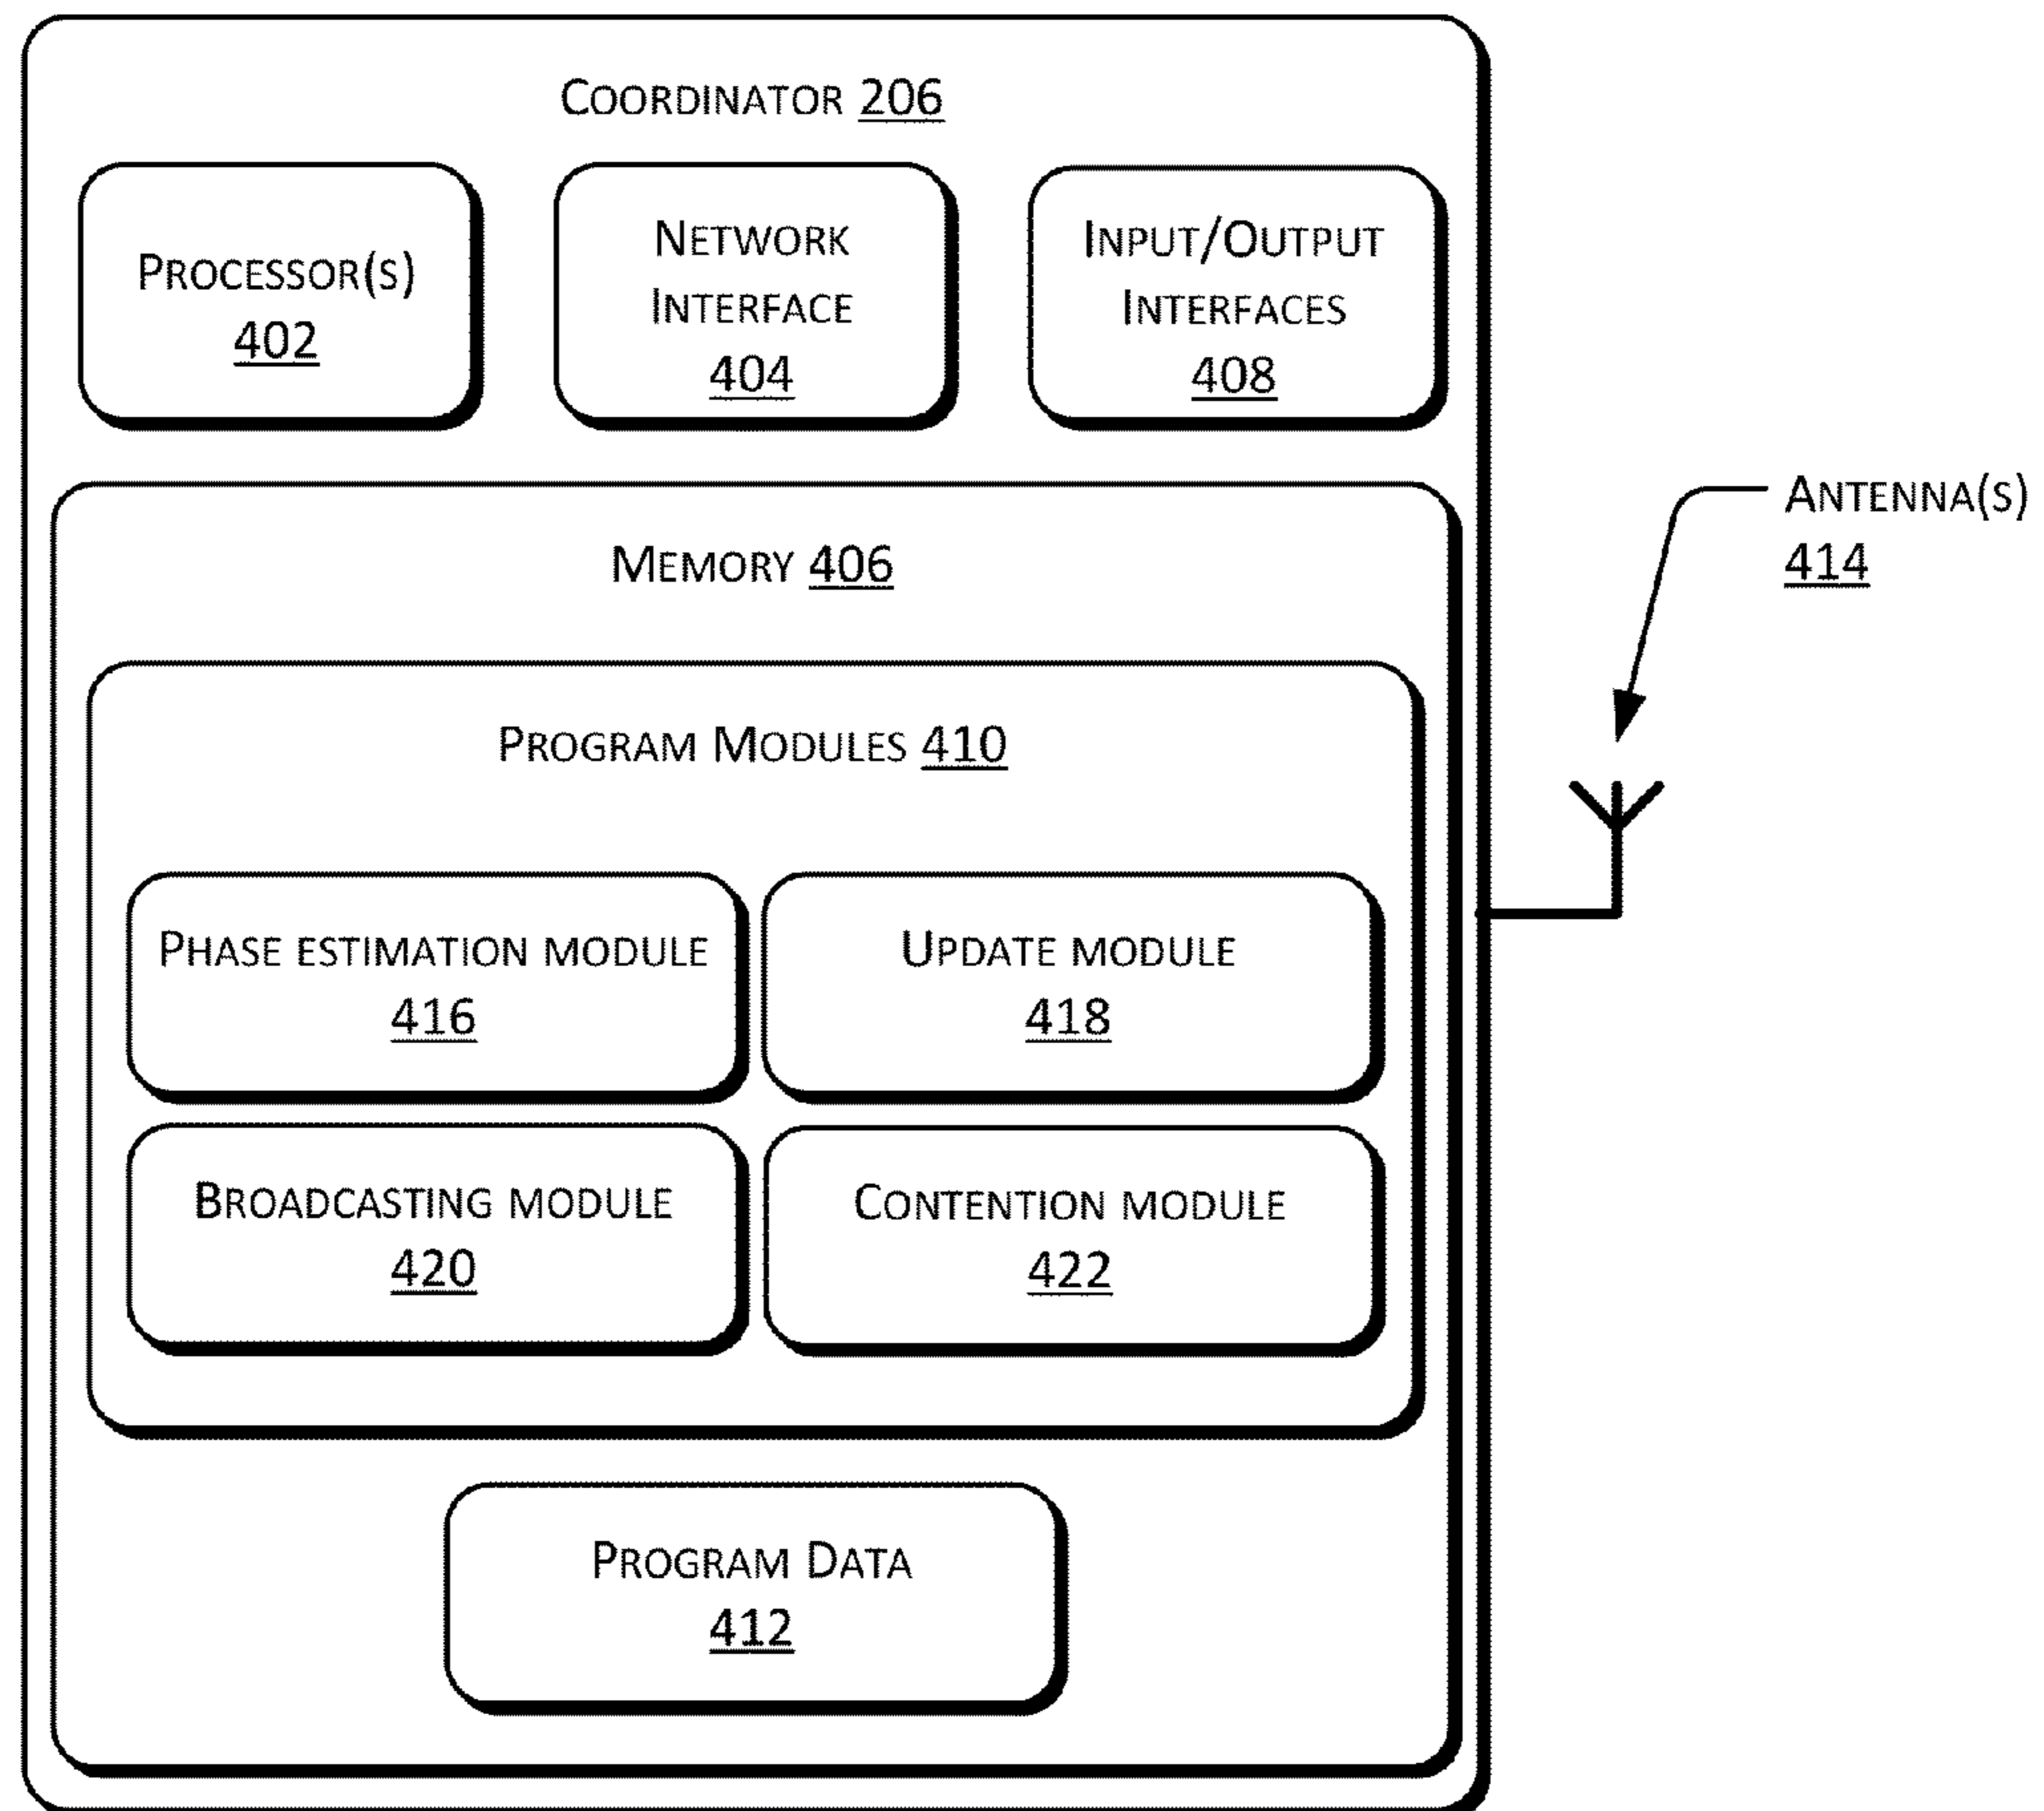 COORDINATOR 206
PROCESSOR(S)
402
NETWORK
INTERFACE
404
INPUT/OUTPUT
INTERFACES
408
ANTENNA(S)
414
MEMORY 406
PROGRAM MODULES 410
PHASE ESTIMATION MODULE
416
UPDATE MODULE
418
BROADCASTING MODULE
420
CONTENTION MODULE
422
PROGRAM DATA
412